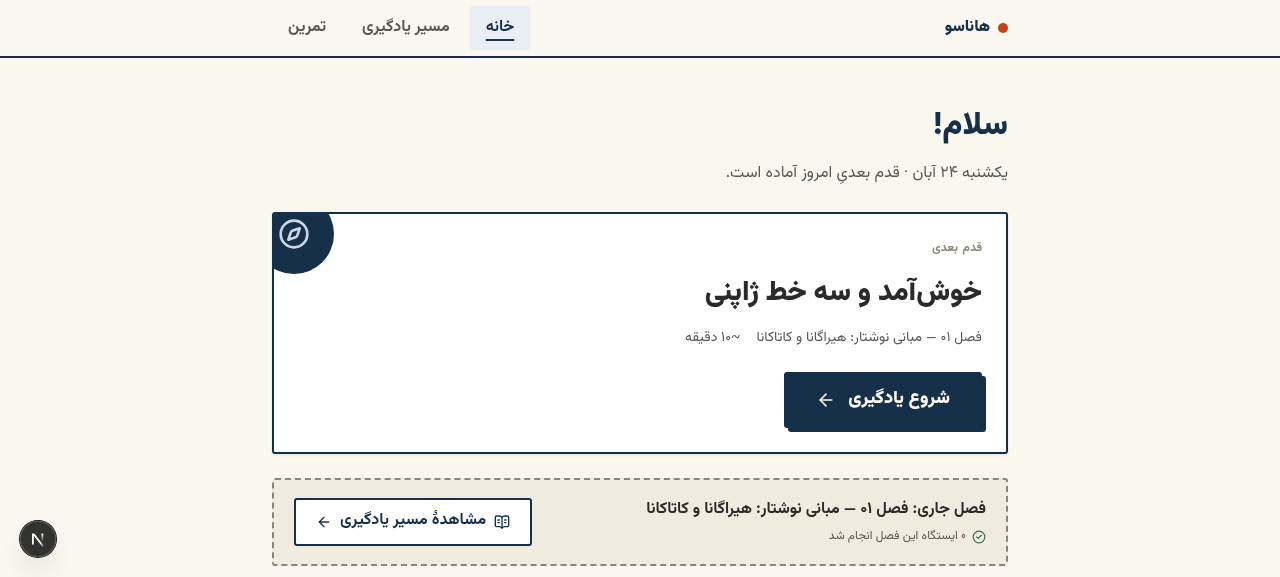 هاناسو
خانه
مسیر یادگیری
تمرین
سلام!
یکشنبه ۲۴ آبان · قدم بعدیِ امروز آماده است.
قدم بعدی
خوش‌آمد و سه خط ژاپنی
فصل ۰۱ — مبانی نوشتار: هیراگانا و کاتاکانا ~۱۰ دقیقه
شروع یادگیری
فصل جاری: فصل ۰۱ — مبانی نوشتار: هیراگانا و کاتاکانا
۰ ایستگاه این فصل انجام شد
مشاهدهٔ مسیر یادگیری
N